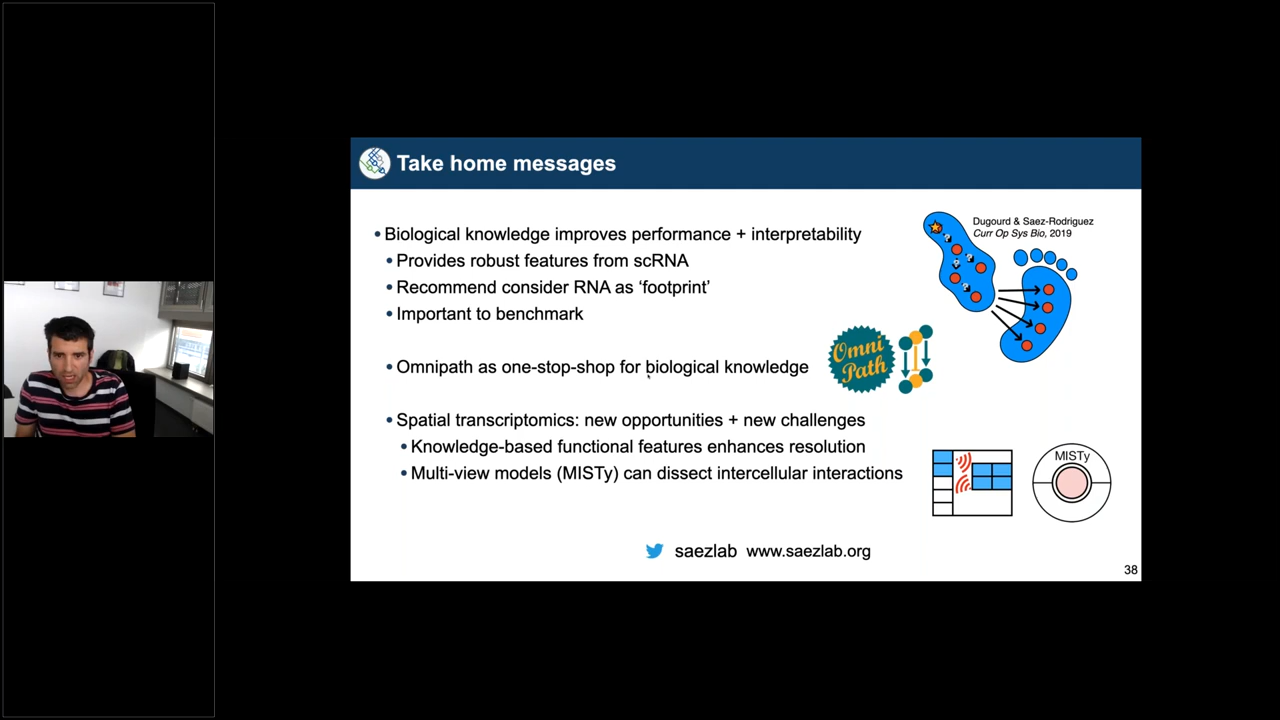 Take home messages
Dugourd & Saez-Rodriguez
Curr Op Sys Bio, 2019
• Biological knowledge improves performance + interpretability
• Provides robust features from scRNA
• Recommend consider RNA as ‘footprint’
• Important to benchmark
• Omnipath as one-stop-shop for biological knowledge
Omni
Path
• Spatial transcriptomics: new opportunities + new challenges
• Knowledge-based functional features enhances resolution
• Multi-view models (MISTy) can dissect intercellular interactions
MISTy
saezlab www.saezlab.org
38